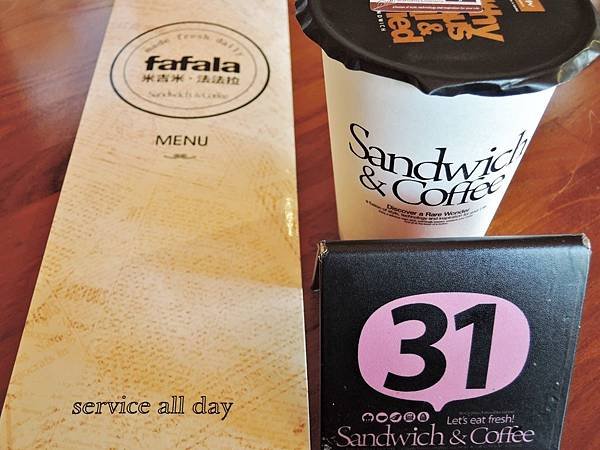 made fresh daily
fafala
米吉米·法法拉
Sandwich & Coffee
MENU
service all day
Sandwich
& Coffee
Discover a Rare Wonder
31
Let's eat fresh!
Sandwich & Coffee